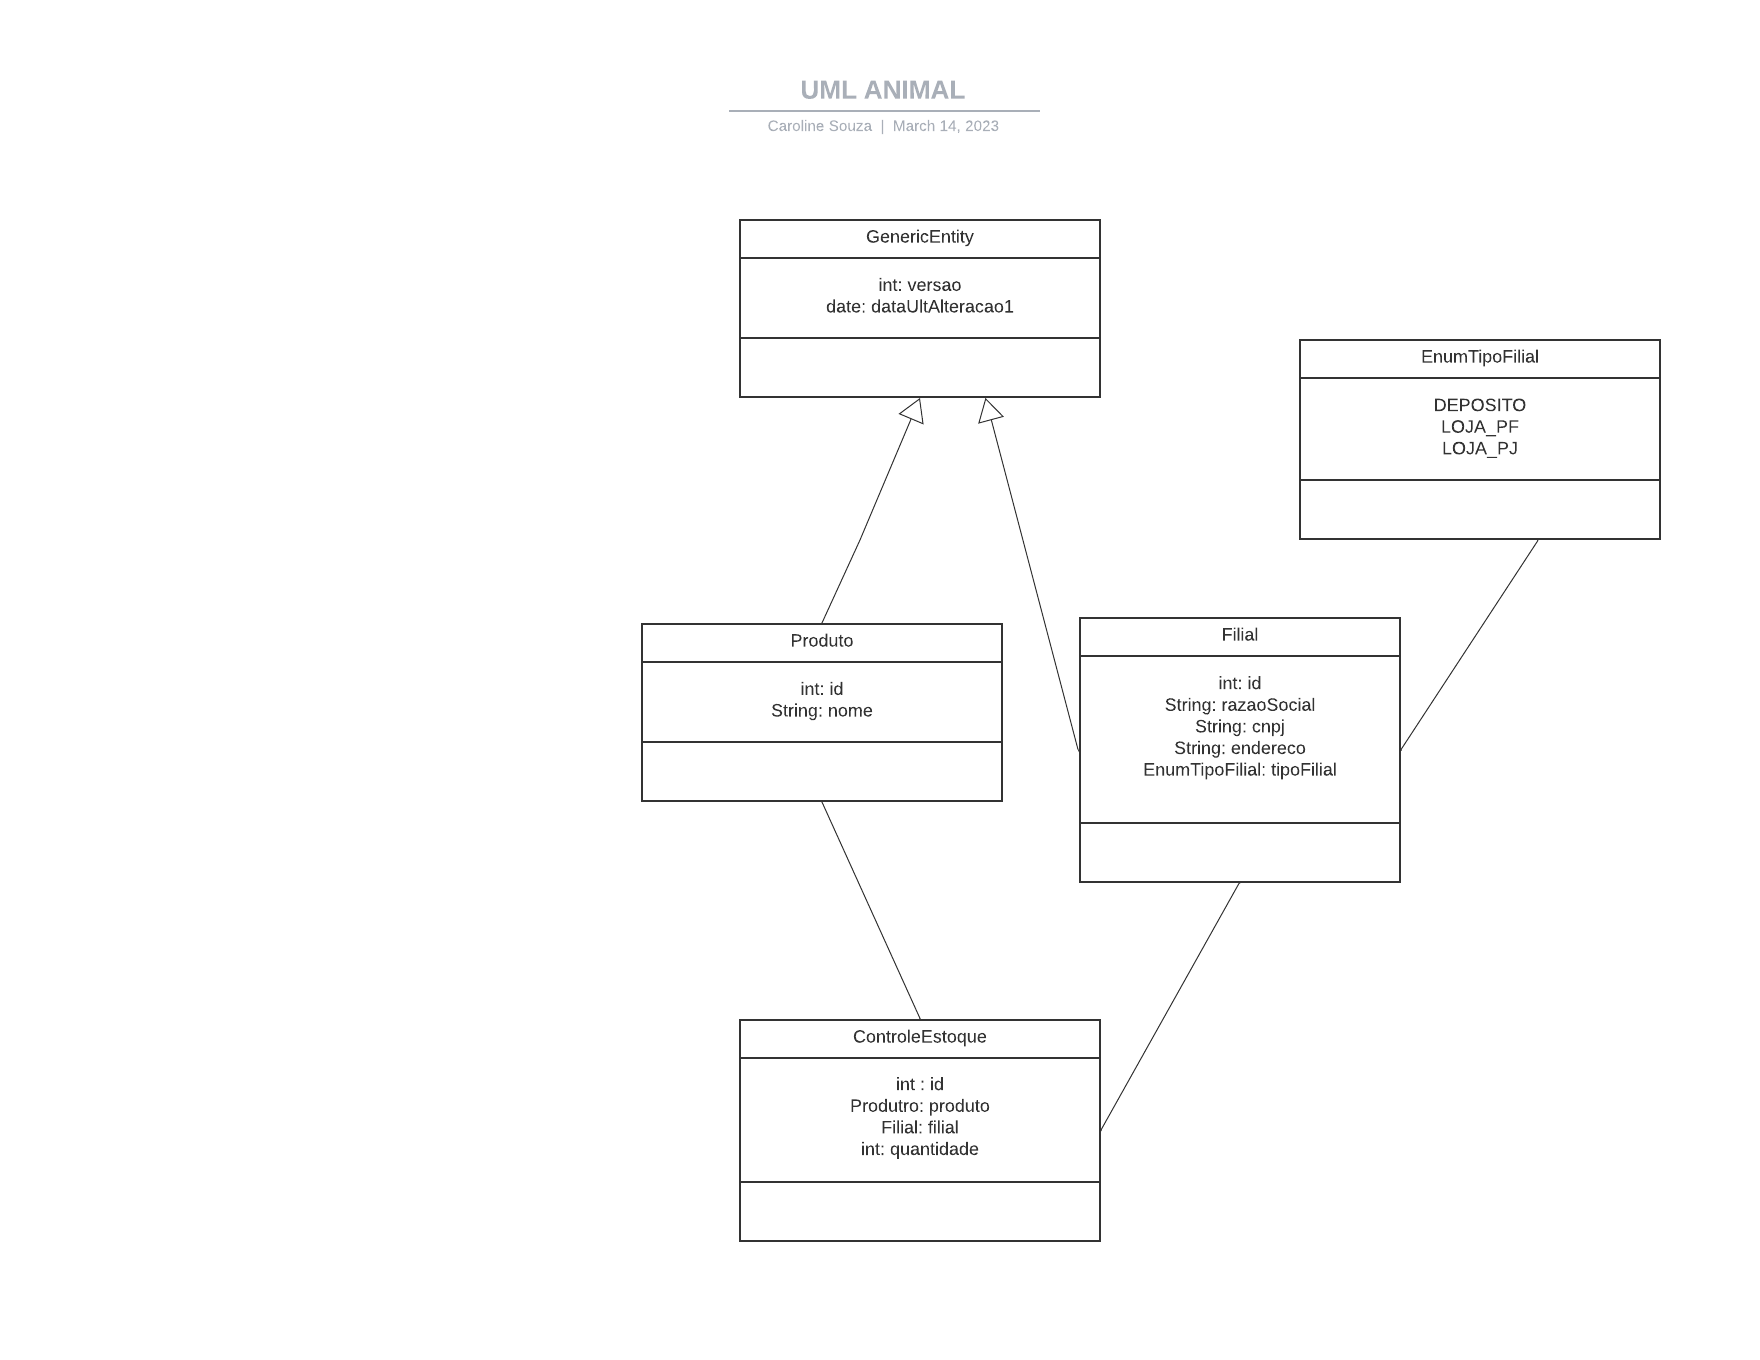 UML ANIMAL
Caroline Souza | March 14, 2023
GenericEntity
int: versao
date: dataUltAlteracao1
EnumTipoFilial
DEPOSITO
LOJA_PF
LOJA_PJ
Produto
int: id
String: nome
Filial
int: id
String: razaoSocial
String: cnpj
String: endereco
EnumTipoFilial: tipoFilial
ControleEstoque
int : id
Produtro: produto
Filial: filial
int: quantidade